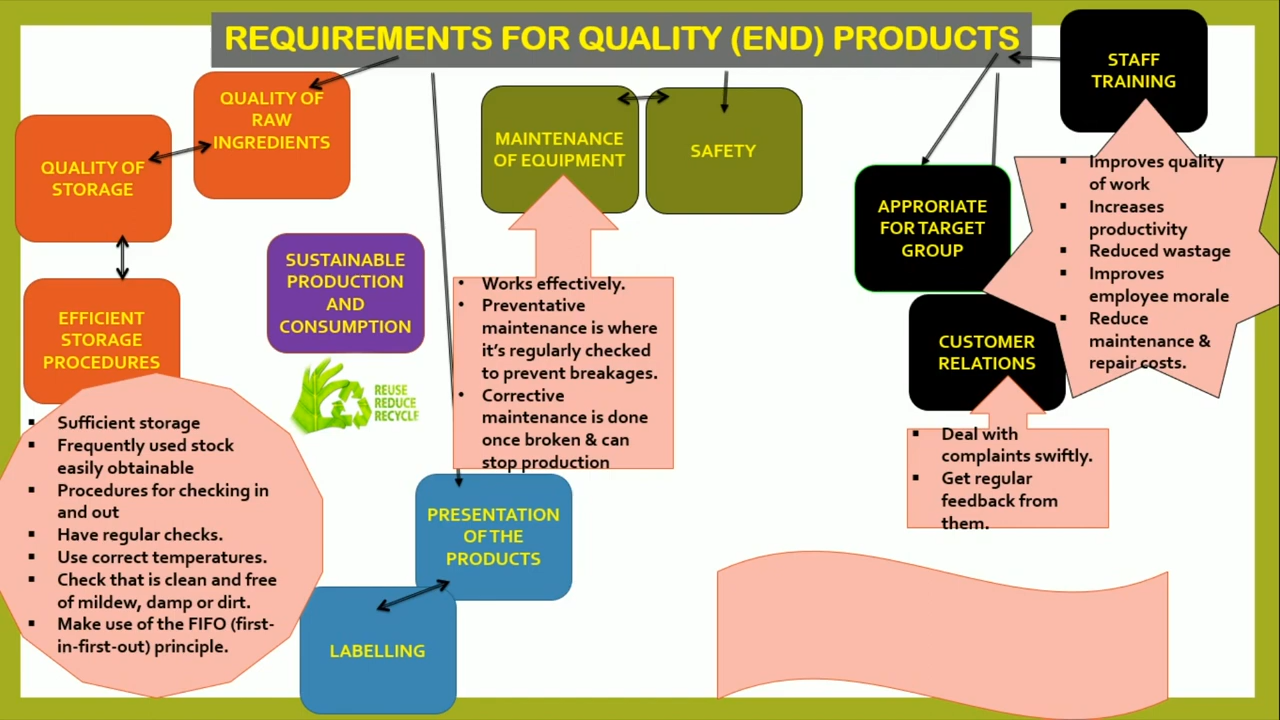 REQUIREMENTS FOR QUALITY (END) PRODUCTS
STAFF
TRAINING
QUALITY OF
RAW
INGREDIENTS
QUALITY OF
STORAGE
EFFICIENT
STORAGE
PROCEDURES
▪ Sufficient storage
▪ Frequently used stock
easily obtainable
▪ Procedures for checking in
and out
▪ Have regular checks.
▪ Use correct temperatures.
▪ Check that is clean and free
of mildew, damp or dirt.
▪ Make use of the FIFO (first-
in-first-out) principle.
SUSTAINABLE
PRODUCTION
AND
CONSUMPTION
REUSE
REDUCE
RECYCLE
MAINTENANCE
OF EQUIPMENT
SAFETY
• Works effectively.
• Preventative
maintenance is where
it’s regularly checked
to prevent breakages.
• Corrective
maintenance is done
once broken & can
stop production
PRESENTATION
OF THE
PRODUCTS
LABELLING
APPRORIATE
FOR TARGET
GROUP
CUSTOMER
RELATIONS
▪ Deal with
complaints swiftly.
▪ Get regular
feedback from
them.
▪ Improves quality
of work
▪ Increases
productivity
▪ Reduced wastage
▪ Improves
employee morale
▪ Reduce
maintenance &
repair costs.